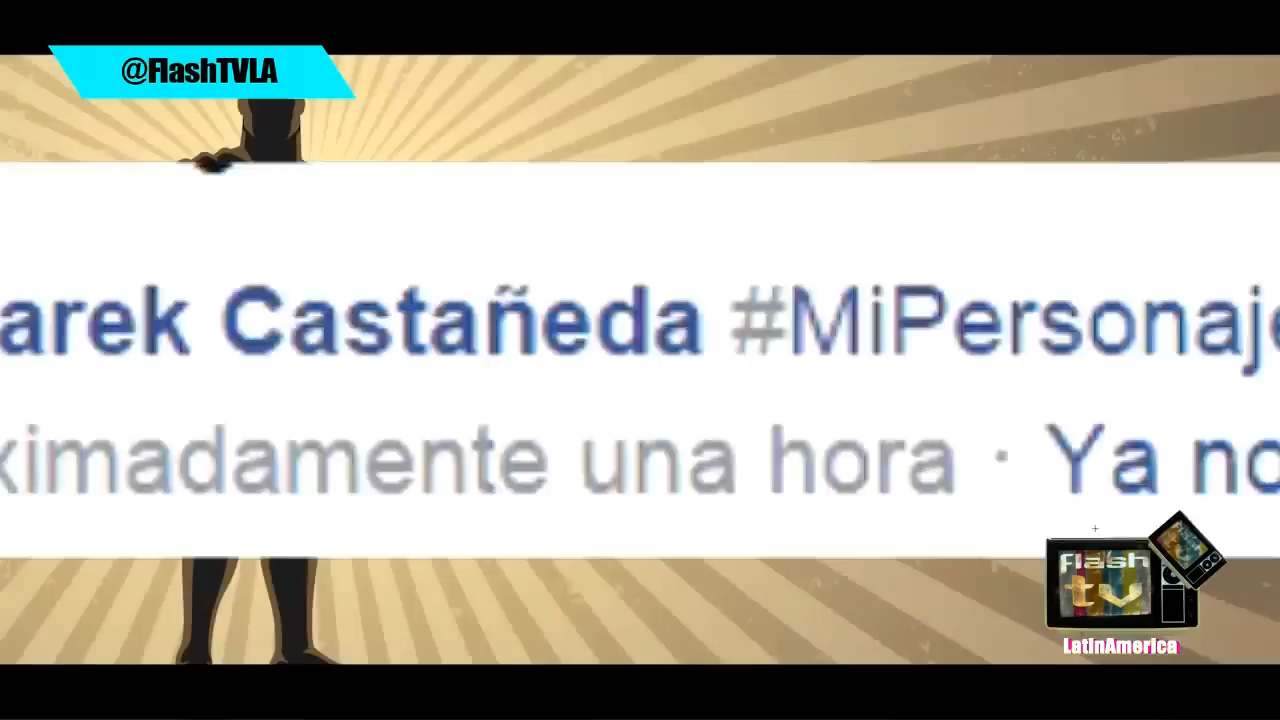 @FlashTVLA
arek Castañeda #MiPersonaje
ximadamente una hora · Ya no
flash
tv
LatinAmerica